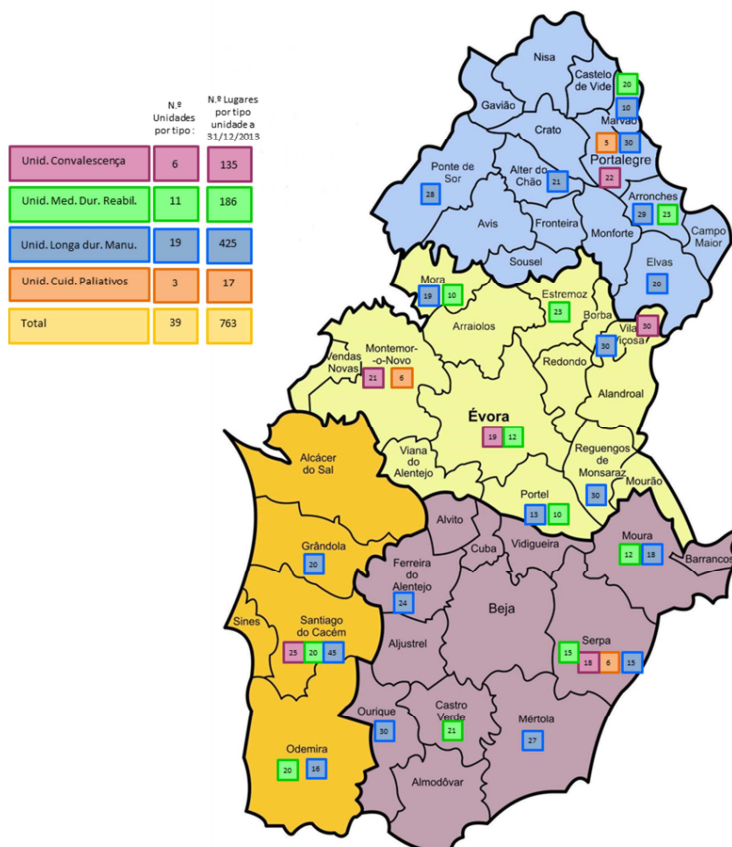 N.º
Unidades
por tipo :
N.º Lugares
por tipo
unidade a
31/12/2013
Unid. Convalescença 6 135
Unid. Med. Dur. Reabil. 11 186
Unid. Longa dur. Manu. 19 425
Unid. Cuid. Paliativos 3 17
Total 39 763
Nisa
Castelo
de Vide
20
10
Marvão
Gavião
Crato
5 30
Portalegre
22
Ponte de
Sor
28
Alter do
Chão
21
Arronches
29 23
Avis
Fronteira
Monforte
Campo
Maior
Sousel
Elvas
20
Mora
19 10
Estremoz
23
Borba
Vila
Viçosa
30
30
Arraiolos
Vendas
Novas
Montemor-
-o-Novo
21 6
Redondo
Alandroal
Évora
19 12
Viana do
Alentejo
Reguengos
de
Monsaraz
30
Mourão
Portel
13 10
Alcácer
do Sal
Grândola
20
Alvito
Cuba
Vidigueira
Moura
12 18
Barrancos
Ferreira
do
Alentejo
24
Beja
Sines
Santiago
do Cacém
25 20 45
Aljustrel
Serpa
15
18 6 15
Ourique
30
Castro
Verde
21
Mértola
27
Odemira
20 16
Almodôvar